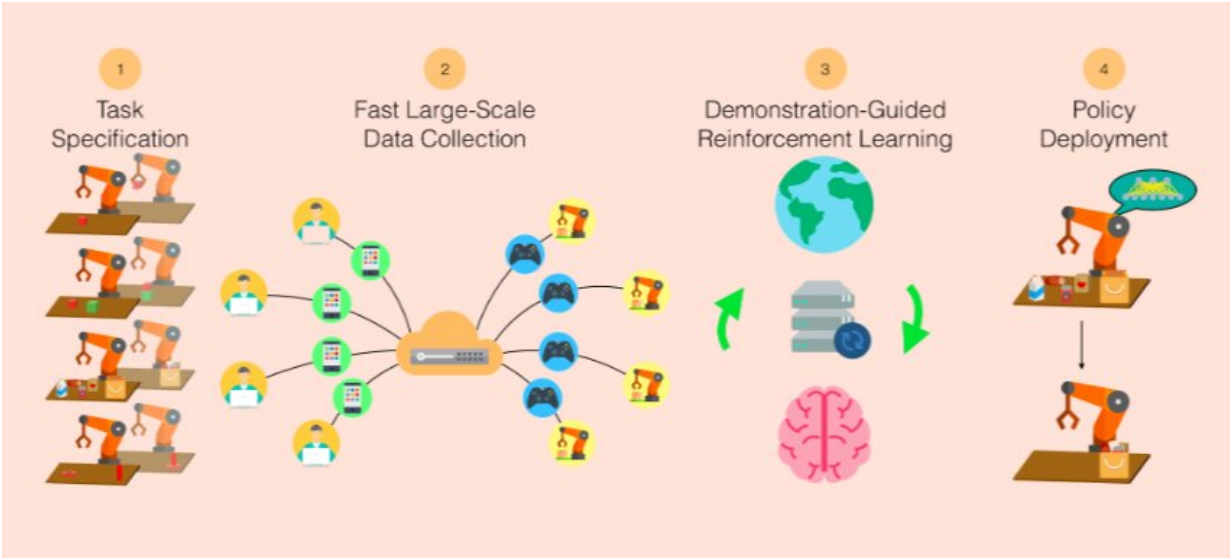 1
Task
Specification
2
Fast Large-Scale
Data Collection
3
Demonstration-Guided
Reinforcement Learning
4
Policy
Deployment